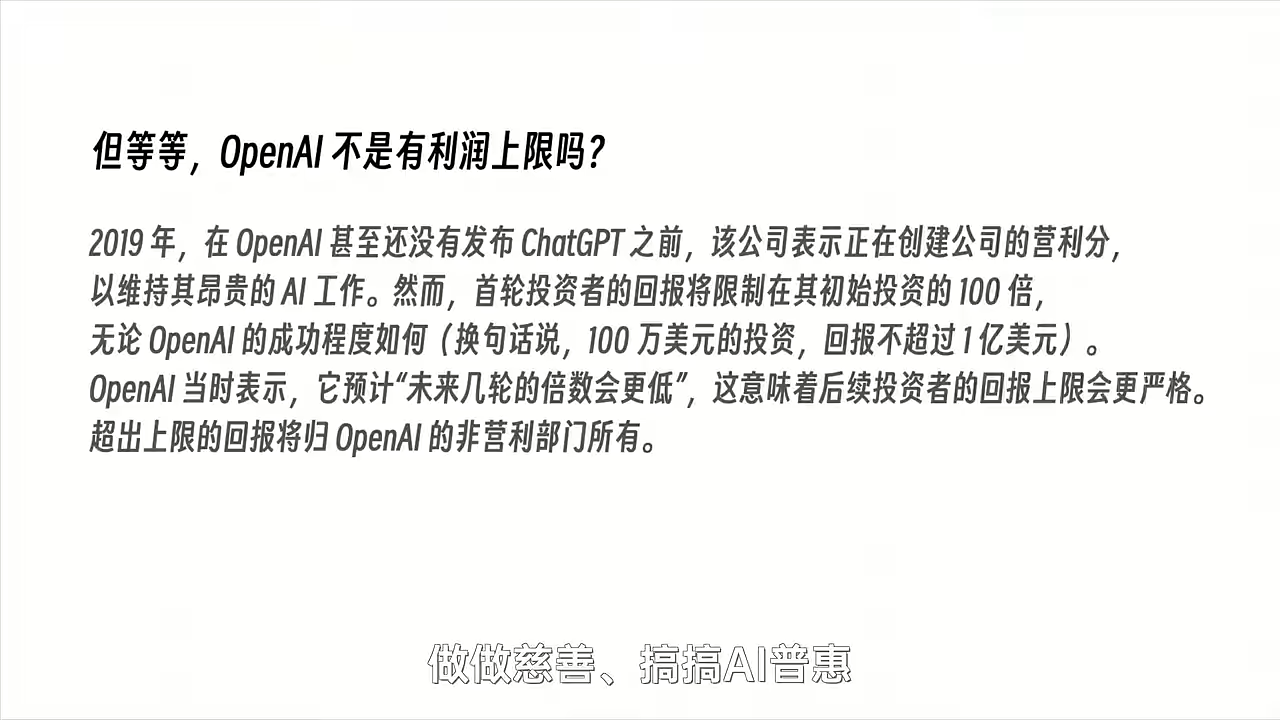 但等等，OpenAI 不是有利润上限吗？
2019 年，在 OpenAI 甚至还没有发布 ChatGPT 之前，该公司表示正在创建公司的营利分，
以维持其昂贵的 AI 工作。然而，首轮投资者的回报将限制在其初始投资的 100 倍，
无论 OpenAI 的成功程度如何（换句话说，100 万美元的投资，回报不超过 1 亿美元）。
OpenAI 当时表示，它预计“未来几轮的倍数会更低”，这意味着后续投资者的回报上限会更严格。
超出上限的回报将归 OpenAI 的非营利部门所有。
做做慈善、搞搞AI普惠